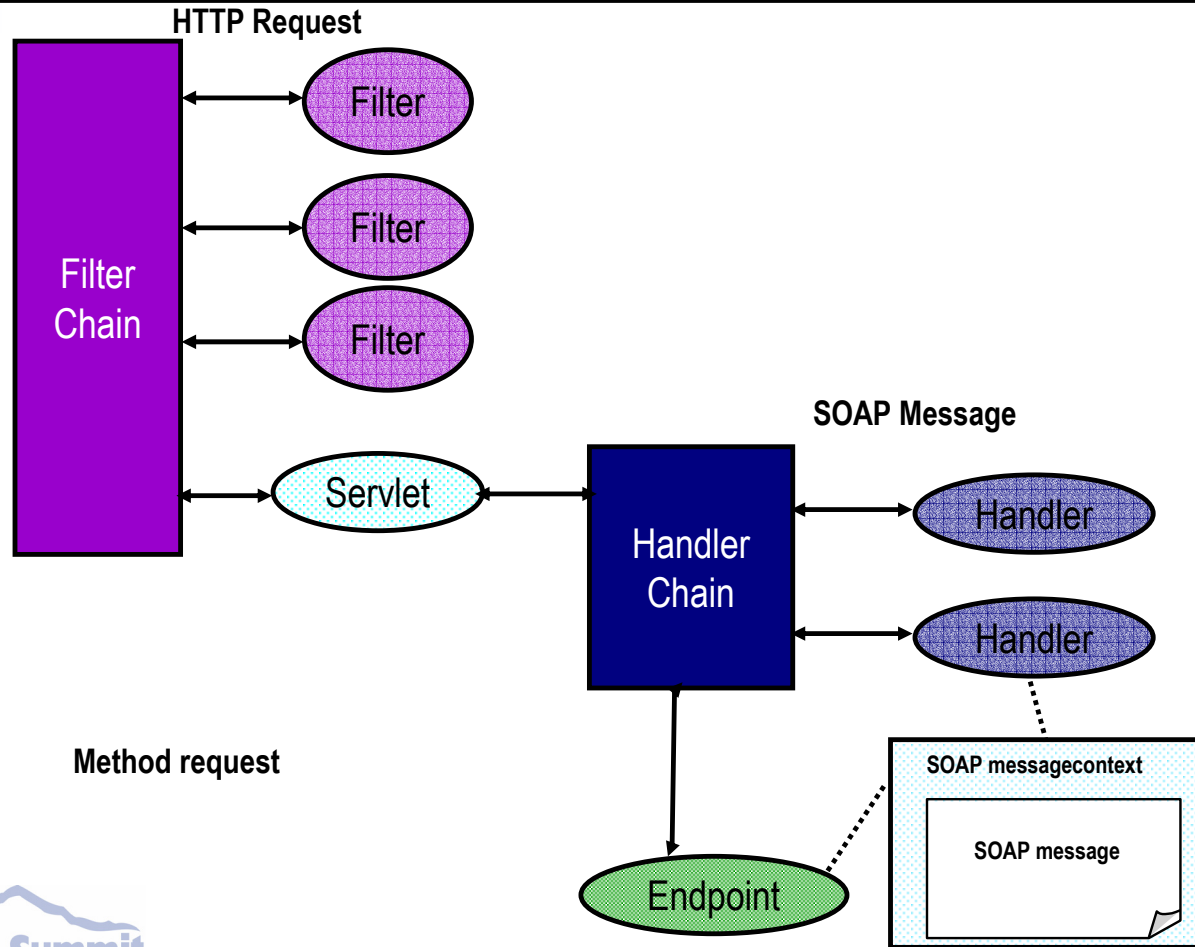 HTTP Request
Filter
Filter
Filter
Chain
Filter
SOAP Message
Servlet
Handler
Handler
Chain
Handler
Method request
SOAP messagecontext
SOAP message
Endpoint
Summit